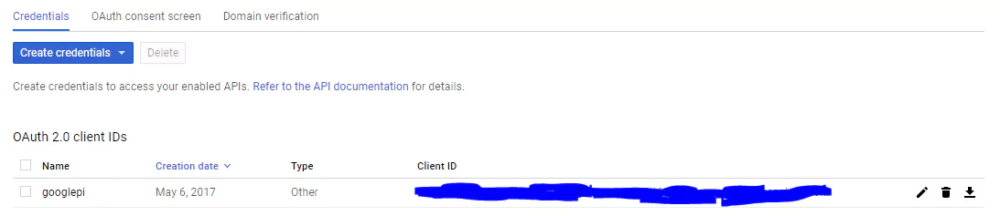 Credentials OAuth consent screen Domain verification
Create credentials Delete
Create credentials to access your enabled APIs. Refer to the API documentation for details.
OAuth 2.0 client IDs
Name Creation date Type Client ID
googlepi May 6, 2017 Other